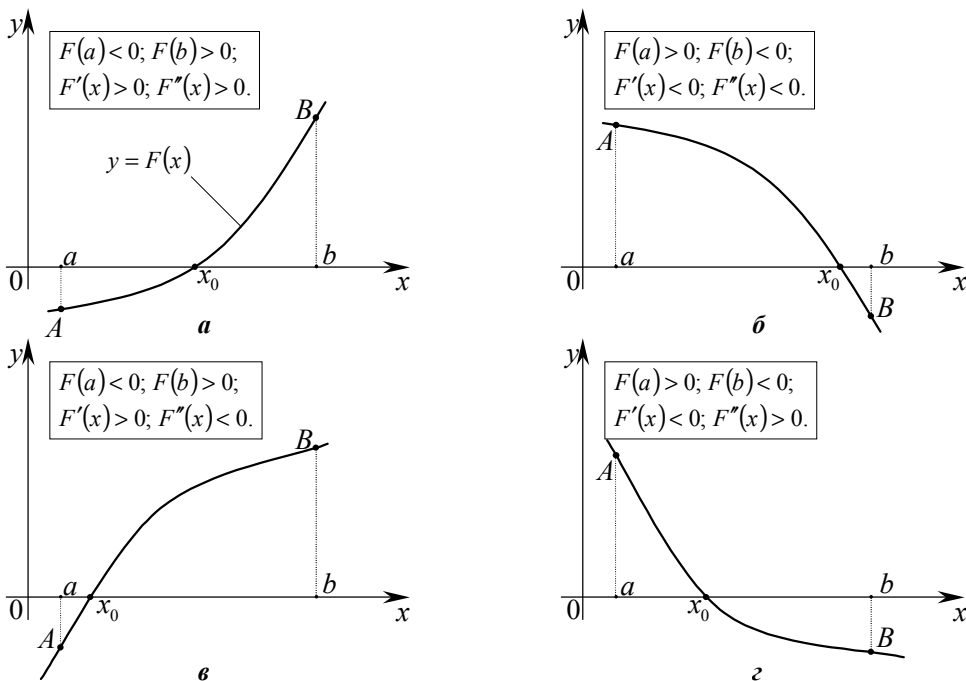 y
F(a)<0; F(b)>0;
F′(x)>0; F″(x)>0.
B
y = F(x)
a
b
0
x₀
x
A
а
y
F(a)>0; F(b)<0;
F′(x)<0; F″(x)<0.
A
a
b
0
x₀
x
B
б
y
F(a)<0; F(b)>0;
F′(x)>0; F″(x)<0.
B
a
b
0
x₀
x
A
в
y
F(a)>0; F(b)<0;
F′(x)<0; F″(x)>0.
A
b
0
a
x₀
x
B
г